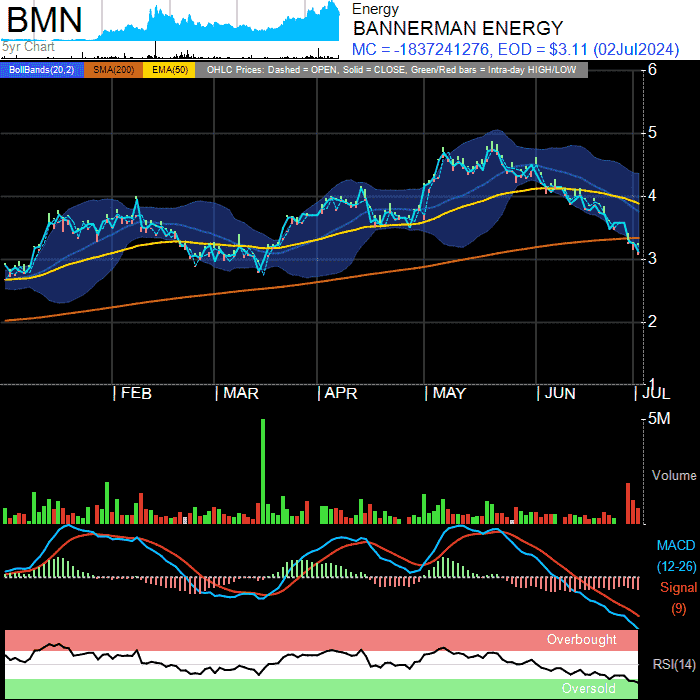 BMN
5yr Chart
Energy
BANNERMAN ENERGY
MC = -1837241276, EOD = $3.11 (02Jul2024)
BollBands(20,2) SMA(200) EMA(50) OHLC Prices: Dashed = OPEN, Solid = CLOSE, Green/Red bars = Intra-day HIGH/LOW
6
5
4
3
2
1
FEB MAR APR MAY JUN JUL
5M
Volume
MACD
(12-26)
Signal
(9)
Overbought
RSI(14)
Oversold